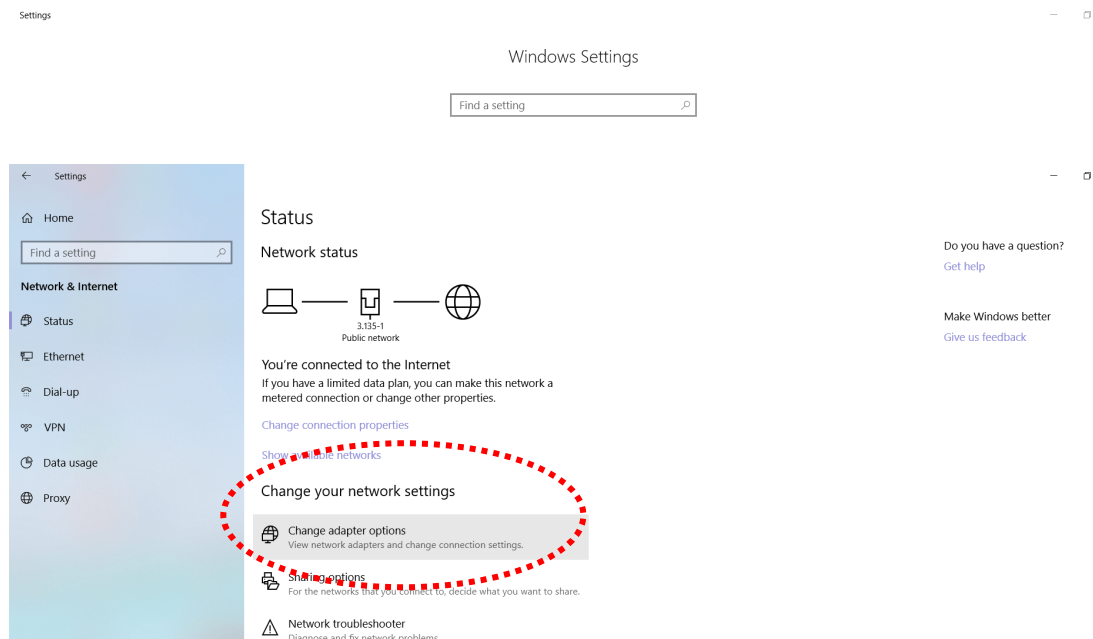 Settings
Windows Settings
Find a setting
Settings
Home
Find a setting
Network & Internet
Status
Ethernet
Dial-up
VPN
Data usage
Proxy
Status
Network status
3.135-1
Public network
You're connected to the Internet
If you have a limited data plan, you can make this network a
metered connection or change other properties.
Change connection properties
Show available networks
Change your network settings
Change adapter options
View network adapters and change connection settings.
Sharing options
For the networks that you connect to, decide what you want to share.
Network troubleshooter
Diagnose and fix network problems.
Do you have a question?
Get help
Make Windows better
Give us feedback